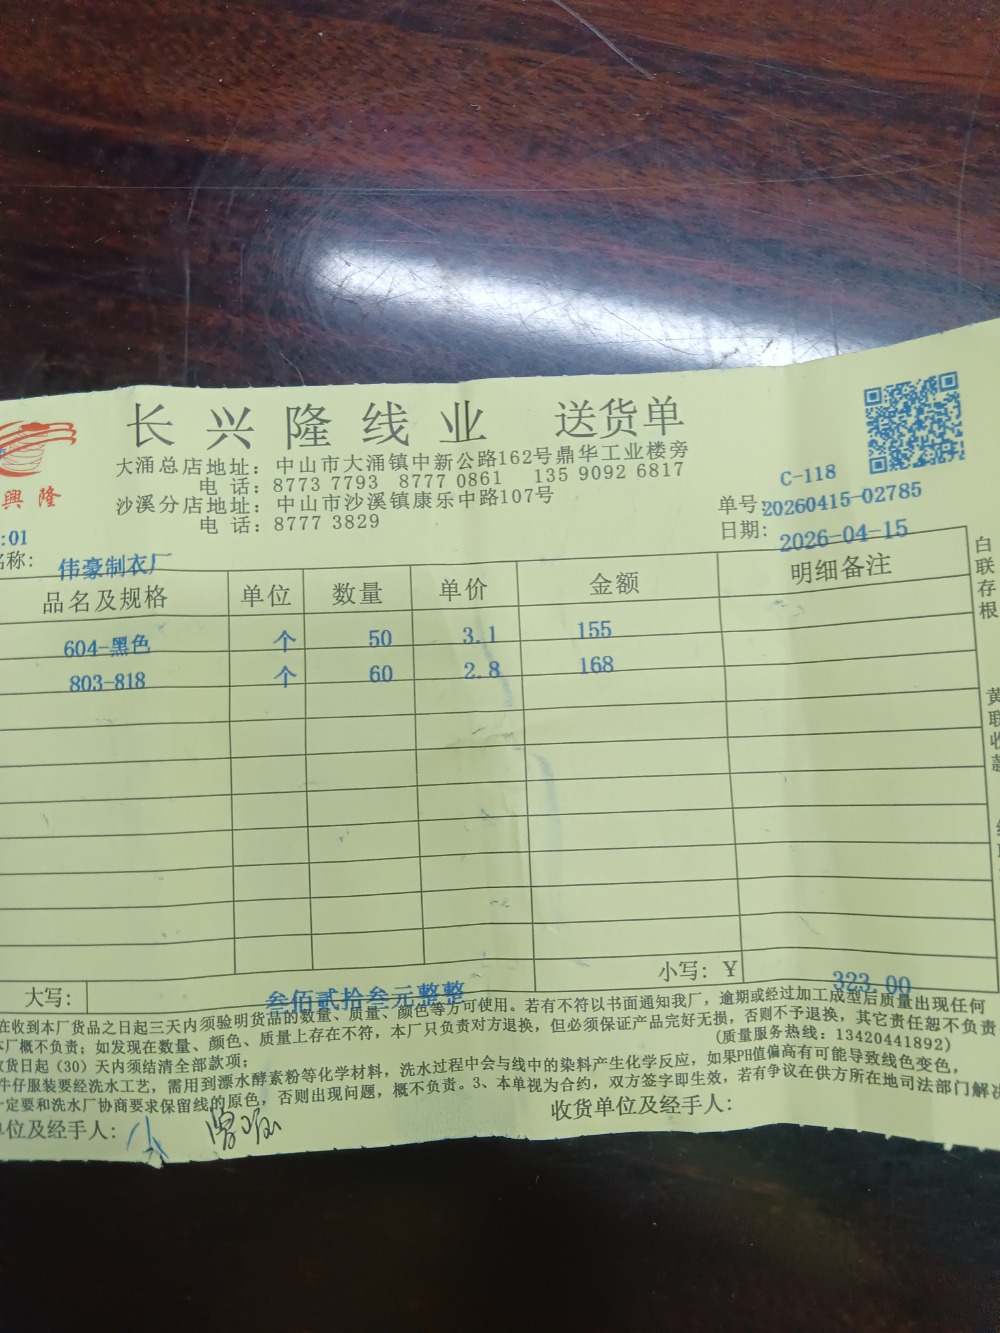 長 兴 隆 线 业 送货单
大涌总店地址：中山市大涌镇中新公路162号鼎华工业楼旁
电 话：8773 7793 8777 0861 135 9092 6817
沙溪分店地址：中山市沙溪镇康乐中路107号
电 话：8777 3829
興 隆
C-118
单号：20260415-02785
日期：2026-04-15
:01
名称：伟豪制衣厂
品名及规格 单位 数量 单价 金额 明细备注
604-黑色 个 50 3.1 155
803-818 个 60 2.8 168
大写： 叁佰贰拾叁元整整 小写：Y 323.00
在收到本厂货品之日起三天内须验明货品的数量、质量、颜色等方可使用。若有不符以书面通知我厂，逾期或经过加工成型后质量出现任何
本厂概不负责；如发现在数量、颜色、质量上存在不符，本厂只负责对方退换，但必须保证产品完好无损，否则不予退换，其它责任恕不负责
收货日起（30）天内须结清全部款项； (质量服务热线：13420441892)
牛仔服装要经洗水工艺，需用到漂水酵素粉等化学材料，洗水过程中会与线中的染料产生化学反应，如果PH值偏高有可能导致线色变色，
一定要和洗水厂协商要求保留线的原色，否则出现问题，概不负责。3、本单视为合约，双方签字即生效，若有争议在供方所在地司法部门解决
单位及经手人： 收货单位及经手人：
白联存根
黄联收款